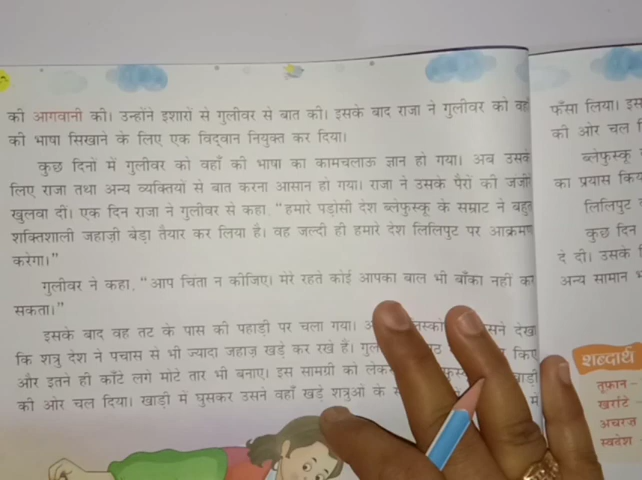 की आगवानी की। उन्होंने इशारों से गुलीवर से बात की। इसके बाद राजा ने गुलीवर को
की भाषा सिखाने के लिए एक विद्वान नियुक्त कर दिया।
कुछ दिनों में गुलीवर को वहाँ की भाषा का कामचलाऊ ज्ञान हो गया। अब
लिए राजा तथा अन्य व्यक्तियों से बात करना आसान हो गया। राजा ने उसके पैरों की
खुलवा दीं। एक दिन राजा ने गुलीवर से कहा, "हमारे पड़ोसी देश ब्लेफुस्कू के सम्राट ने
शक्तिशाली जहाज़ी बेड़ा तैयार कर लिया है। वह जल्दी ही हमारे देश लिलिपुट पर
करेगा।"
गुलीवर ने कहा, "आप चिंता न कीजिए। मेरे रहते कोई आपका बाल भी बाँका नहीं कर
सकता।"
इसके बाद वह तट के पास की पहाड़ी पर चला गया। देखा
कि शत्रु देश ने पचास से भी ज्यादा जहाज़ खड़े कर रखे हैं। किए
और इतने ही काँटे लगे मोटे तार भी बनाए। इस सामग्री को लेकर
की ओर चल दिया। खाड़ी में घुसकर उसने वहाँ खड़े शत्रुओं के में
फँसा लिया।
की ओर चल
ब्लेफुस्कू
का प्रयास
लिलिपुट
कुछ दिन
दे दी। उसके
अन्य सामान
शब्दार्थ
तूफ़ान –
खर्राटे –
अचरज
स्वदेश